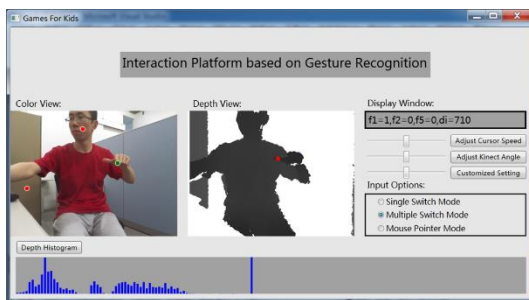 Games For Kids
Interaction Platform based on Gesture Recognition
Color View:
Depth View:
Display Window:
f1=1,f2=0,f5=0,di=710
Adjust Cursor Speed
Adjust Kinect Angle
Customized Setting
Input Options:
Single Switch Mode
Multiple Switch Mode
Mouse Pointer Mode
Depth Histogram